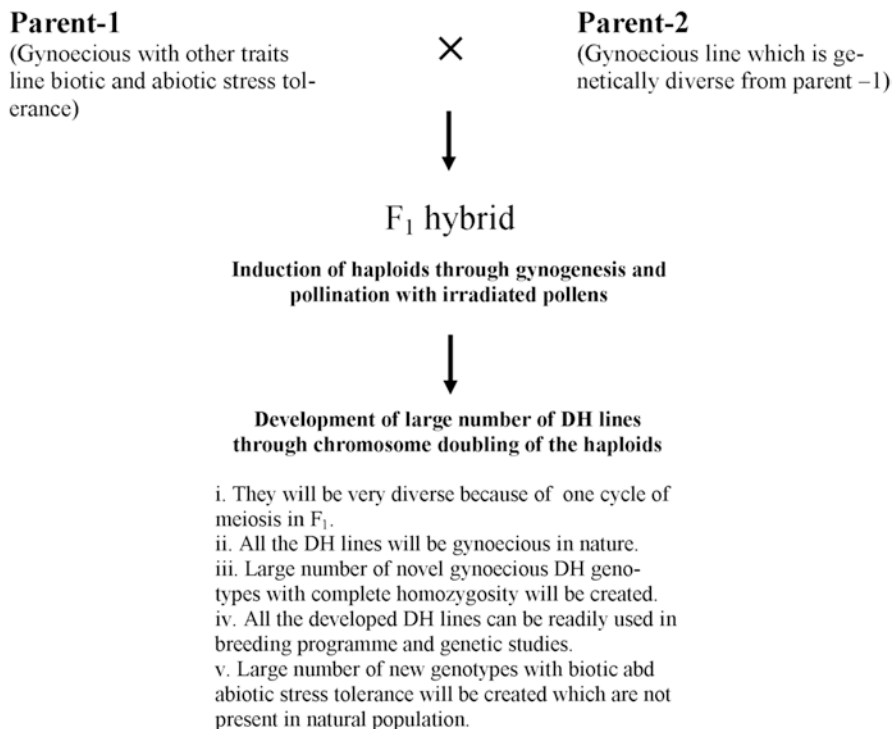 Parent-1
(Gynoecious with other traits
line biotic and abiotic stress tol-
erance)
×
Parent-2
(Gynoecious line which is ge-
netically diverse from parent –1)
F₁ hybrid
Induction of haploids through gynogenesis and
pollination with irradiated pollens
Development of large number of DH lines
through chromosome doubling of the haploids
i. They will be very diverse because of one cycle of
meiosis in F₁.
ii. All the DH lines will be gynoecious in nature.
iii. Large number of novel gynoecious DH geno-
types with complete homozygosity will be created.
iv. All the developed DH lines can be readily used in
breeding programme and genetic studies.
v. Large number of new genotypes with biotic abd
abiotic stress tolerance will be created which are not
present in natural population.